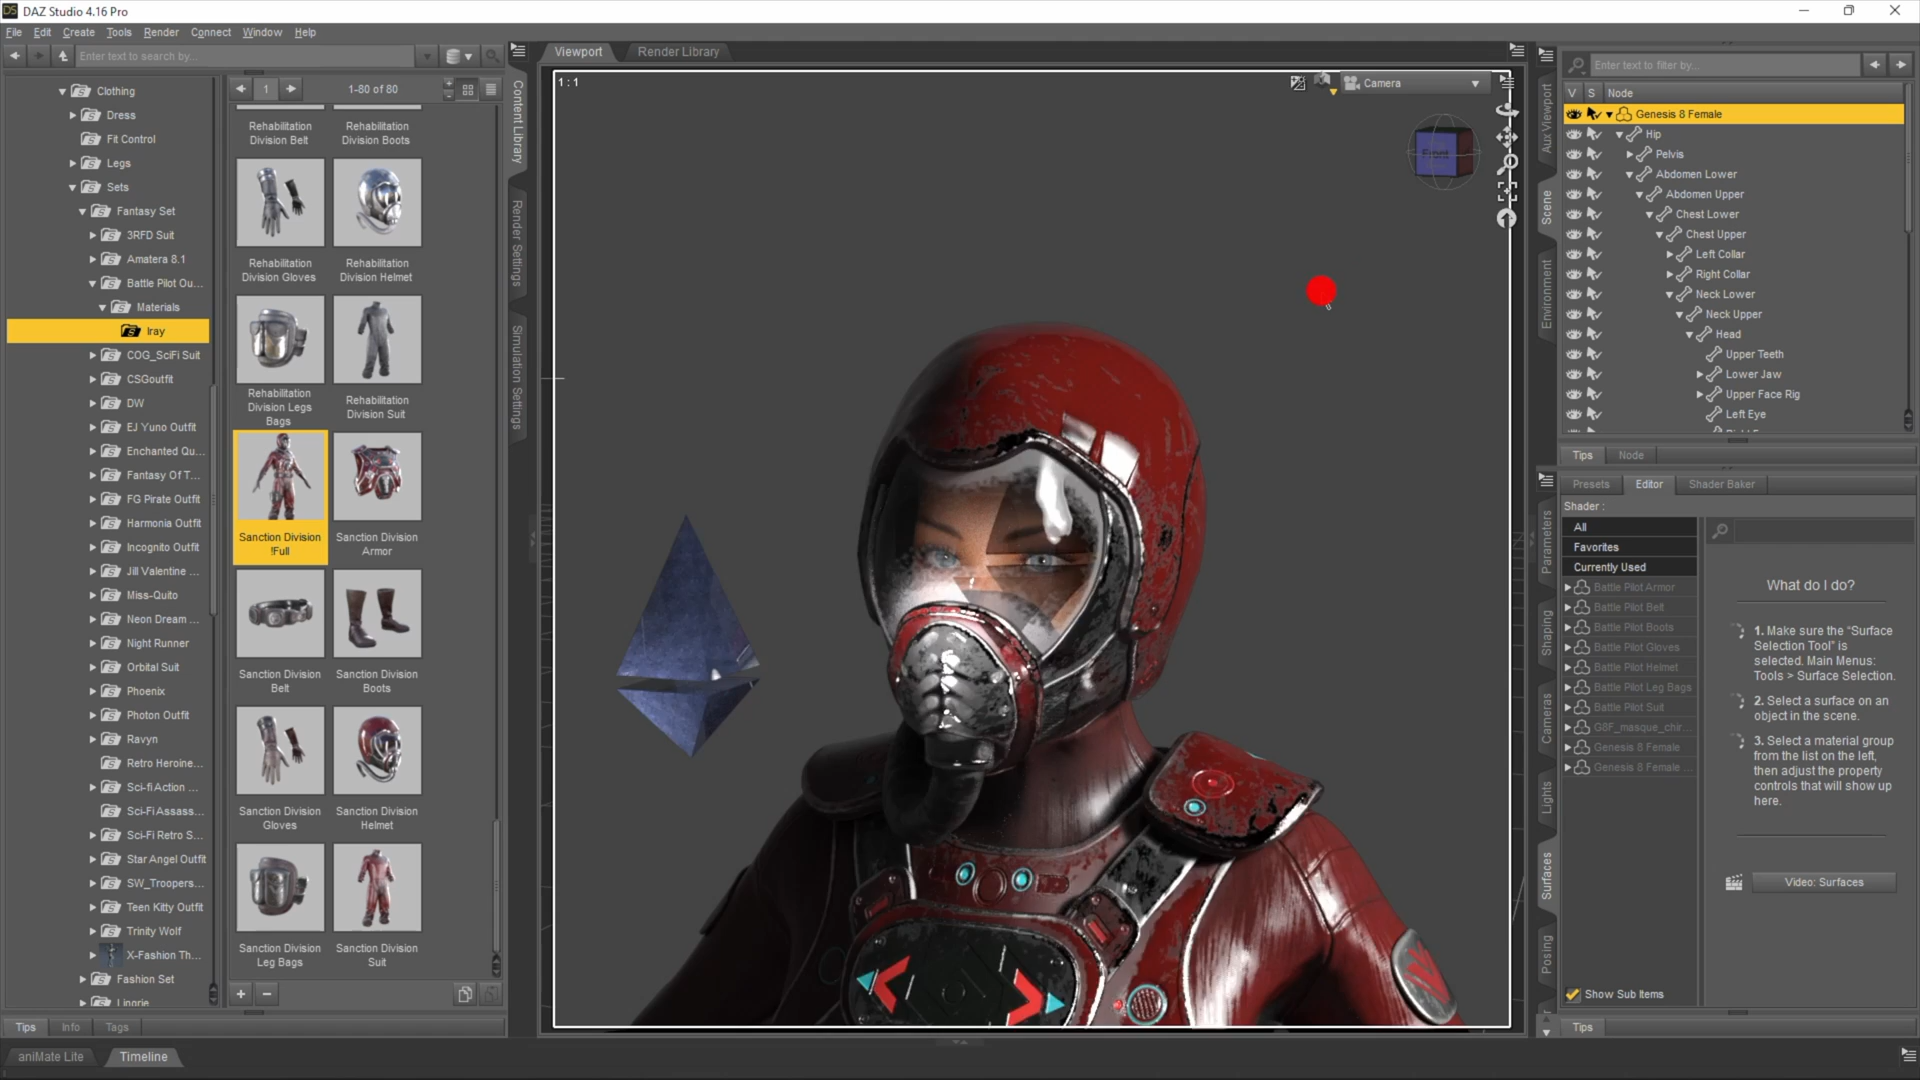 DAZ Studio 4.16 Pro
File Edit Create Tools Render Connect Window Help
Enter text to search by...
Clothing
Dress
Fit Control
Legs
Sets
Fantasy Set
3RFD Suit
Amatera 8.1
Battle Pilot Ou...
Materials
Iray
COG_SciFi Suit
CSGoutfit
DW
EJ Yuno Outfit
Enchanted Qu...
Fantasy Of T...
FG Pirate Outfit
Harmonia Outfit
Incognito Outfit
Jill Valentine ...
Miss-Quito
Neon Dream ...
Night Runner
Orbital Suit
Phoenix
Photon Outfit
Ravyn
Retro Heroine...
Sci-fi Action ...
Sci-Fi Assass...
Sci-Fi Retro S...
Star Angel Outfit
SW_Troopers...
Teen Kitty Outfit
Trinity Wolf
X-Fashion Th...
Fashion Set
Tips Info Tags
aniMate Lite Timeline
1 1-80 of 80
Rehabilitation
Division Belt
Rehabilitation
Division Boots
Rehabilitation
Division Gloves
Rehabilitation
Division Helmet
Rehabilitation
Division Legs
Bags
Rehabilitation
Division Suit
Sanction Division
!Full
Sanction Division
Armor
Sanction Division
Belt
Sanction Division
Boots
Sanction Division
Gloves
Sanction Division
Helmet
Sanction Division
Leg Bags
Sanction Division
Suit
Content Library
Render Settings
Simulation Settings
Viewport Render Library
1 : 1
Camera
Front
Aux Viewport
Scene
Environment
Enter text to filter by...
V S Node
Genesis 8 Female
Hip
Pelvis
Abdomen Lower
Abdomen Upper
Chest Lower
Chest Upper
Left Collar
Right Collar
Neck Lower
Neck Upper
Head
Upper Teeth
Lower Jaw
Upper Face Rig
Left Eye
Tips Node
Parameters
Shaping
Cameras
Lights
Surfaces
Posing
Presets Editor Shader Baker
Shader :
All
Favorites
Currently Used
Battle Pilot Armor
Battle Pilot Belt
Battle Pilot Boots
Battle Pilot Gloves
Battle Pilot Helmet
Battle Pilot Leg Bags
Battle Pilot Suit
G8F_masque_chir...
Genesis 8 Female
Genesis 8 Female ...
Show Sub Items
What do I do?
1. Make sure the “Surface
Selection Tool” is
selected. Main Menus:
Tools > Surface Selection.
2. Select a surface on an
object in the scene.
3. Select a material group
from the list on the left,
then adjust the property
controls that will show up
here.
Video: Surfaces
Tips